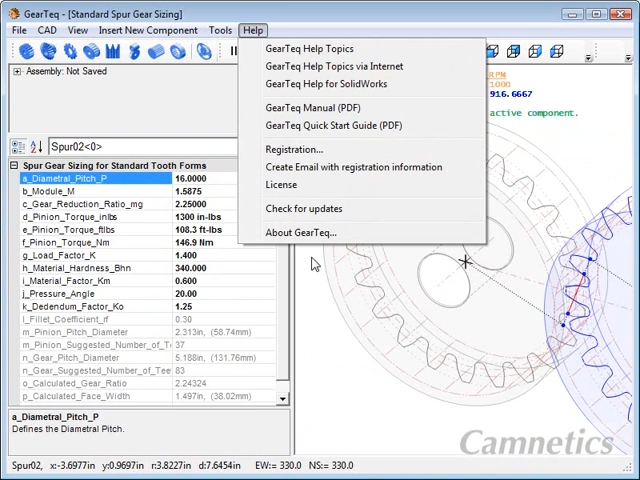 GearTeq - [Standard Spur Gear Sizing]
File CAD View Insert New Component Tools Help
Assembly: Not Saved
GearTeq Help Topics
GearTeq Help Topics via Internet
GearTeq Help for SolidWorks
GearTeq Manual (PDF)
GearTeq Quick Start Guide (PDF)
Registration...
Create Email with registration information
License
Check for updates
About GearTeq...
RPM
1000
916.6667
active component.
Spur02<0>
Spur Gear Sizing for Standard Tooth Forms
a_Diametral_Pitch_P 16.0000
b_Module_M 1.5875
c_Gear_Reduction_Ratio_mg 2.25000
d_Pinion_Torque_inlbs 1300 in-lbs
e_Pinion_Torque_ftlbs 108.3 ft-lbs
f_Pinion_Torque_Nm 146.9 Nm
g_Load_Factor_K 1.400
h_Material_Hardness_Bhn 340.000
i_Material_Factor_Km 0.600
j_Pressure_Angle 20.00
k_Dedendum_Factor_Ko 1.25
l_Fillet_Coefficient_rf 0.30
m_Pinion_Pitch_Diameter 2.313in, (58.74mm)
m_Pinion_Suggested_Number_of_Tee 37
n_Gear_Pitch_Diameter 5.188in, (131.76mm)
n_Gear_Suggested_Number_of_Teet 83
o_Calculated_Gear_Ratio 2.24324
p_Calculated_Face_Width 1.497in, (38.02mm)
a_Diametral_Pitch_P
Defines the Diametral Pitch.
Camnetics
Spur02, x:-3.6977in y:0.9697in r:3.8227in d:7.6454in EW:= 330.0 NS:= 330.0